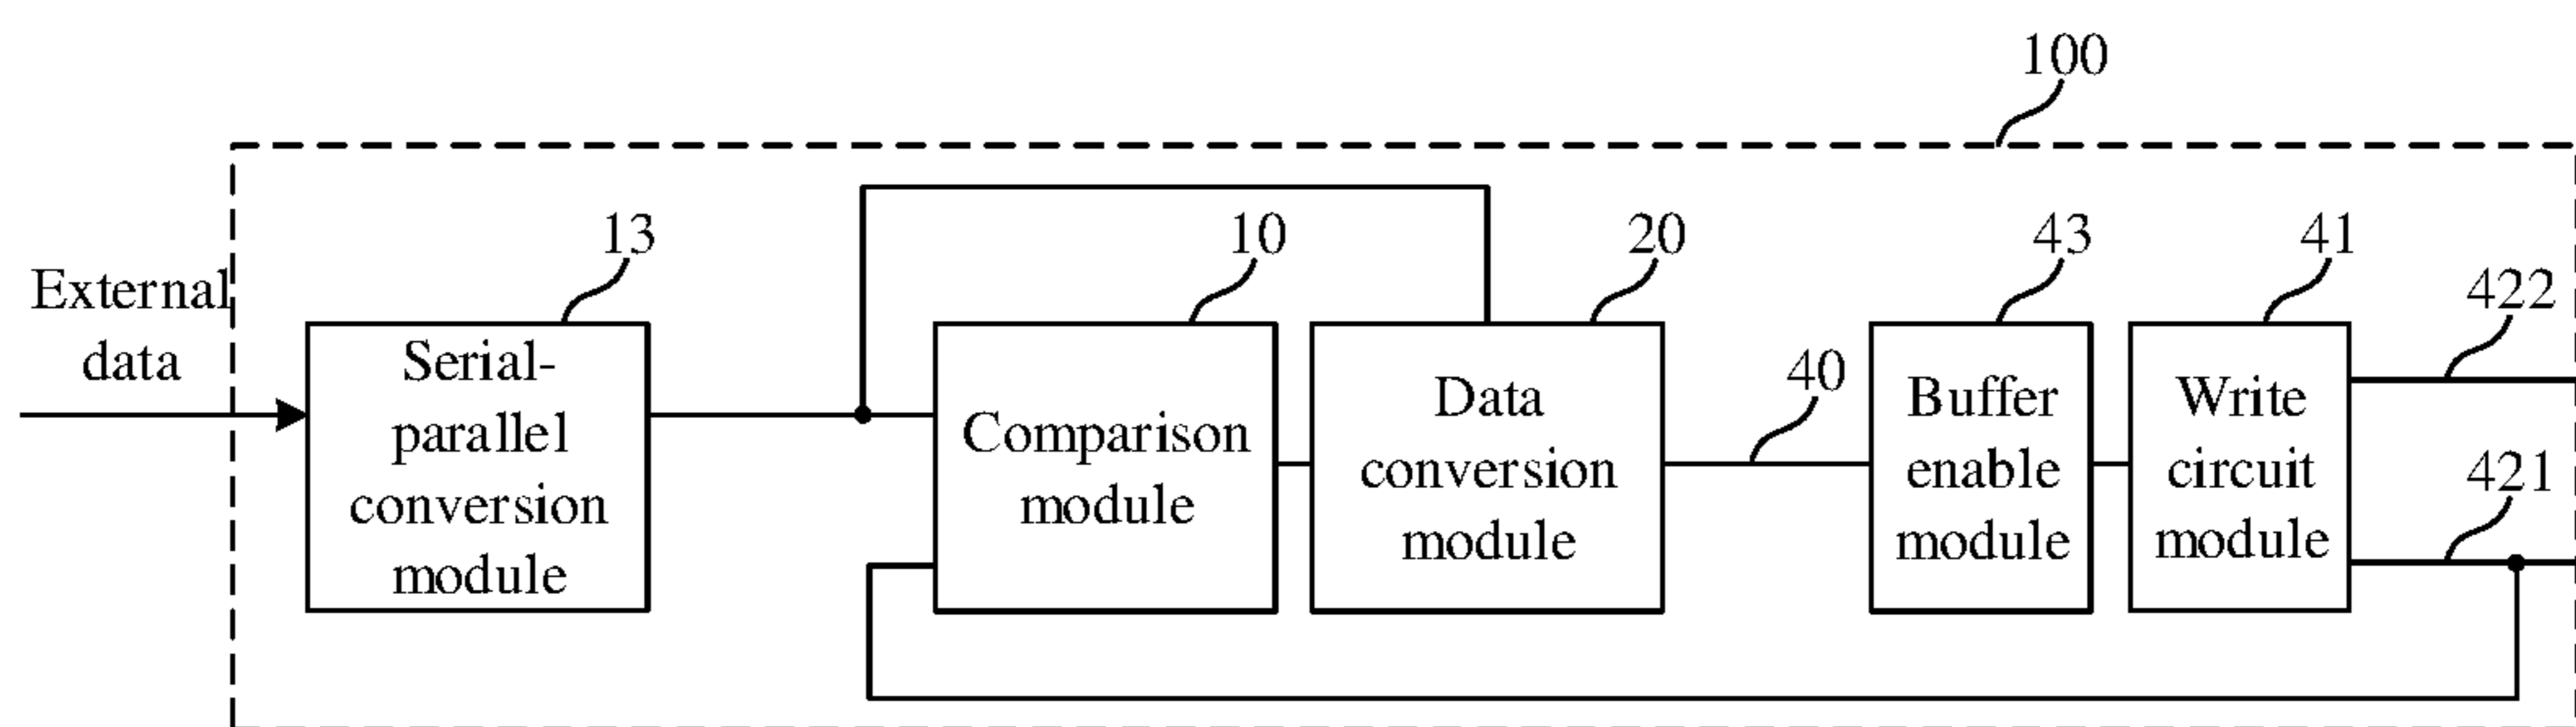 100
13
10
20
43
41
External
data
422
Serial-
parallel
conversion
module
Comparison
module
Data
conversion
module
40
Buffer
enable
module
Write
circuit
module
421